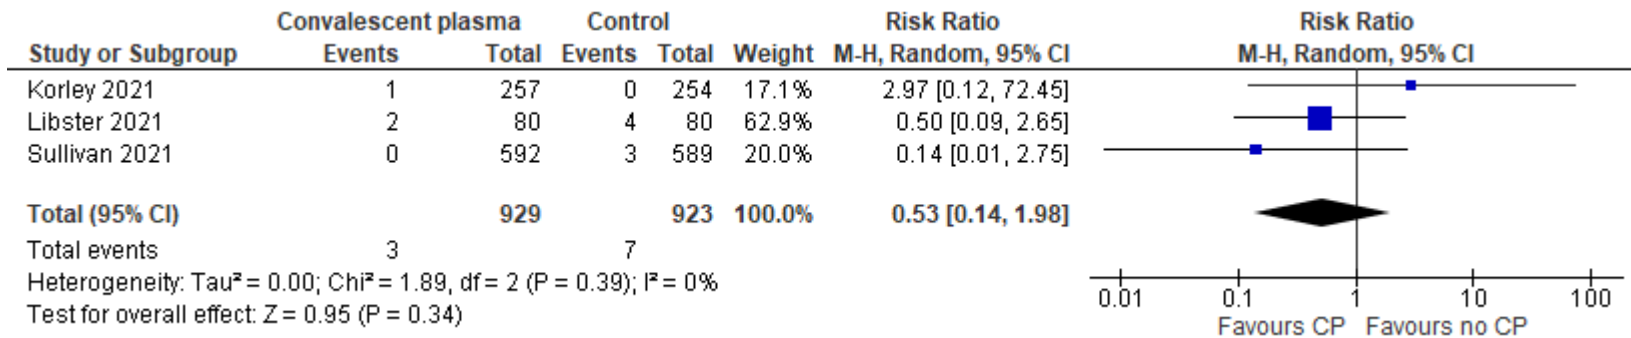 Convalescent plasma Control Risk Ratio Risk Ratio
Study or Subgroup Events Total Events Total Weight M-H, Random, 95% CI M-H, Random, 95% CI
Korley 2021 1 257 0 254 17.1% 2.97 [0.12, 72.45]
Libster 2021 2 80 4 80 62.9% 0.50 [0.09, 2.65]
Sullivan 2021 0 592 3 589 20.0% 0.14 [0.01, 2.75]
Total (95% CI) 929 923 100.0% 0.53 [0.14, 1.98]
Total events 3 7
Heterogeneity: Tau² = 0.00; Chi² = 1.89, df = 2 (P = 0.39); I² = 0%
Test for overall effect: Z = 0.95 (P = 0.34)
0.01 0.1 1 10 100
Favours CP Favours no CP